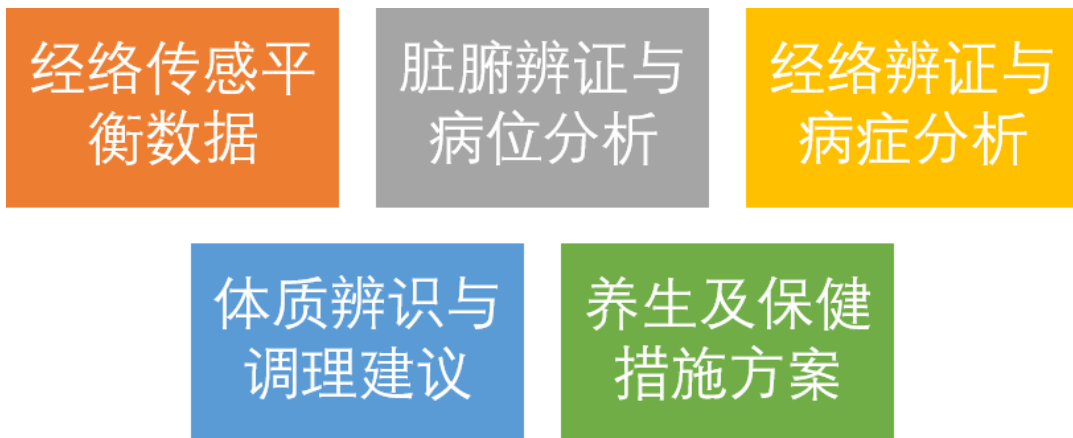 经络传感平
衡数据
脏腑辨证与
病位分析
经络辨证与
病症分析
体质辨识与
调理建议
养生及保健
措施方案